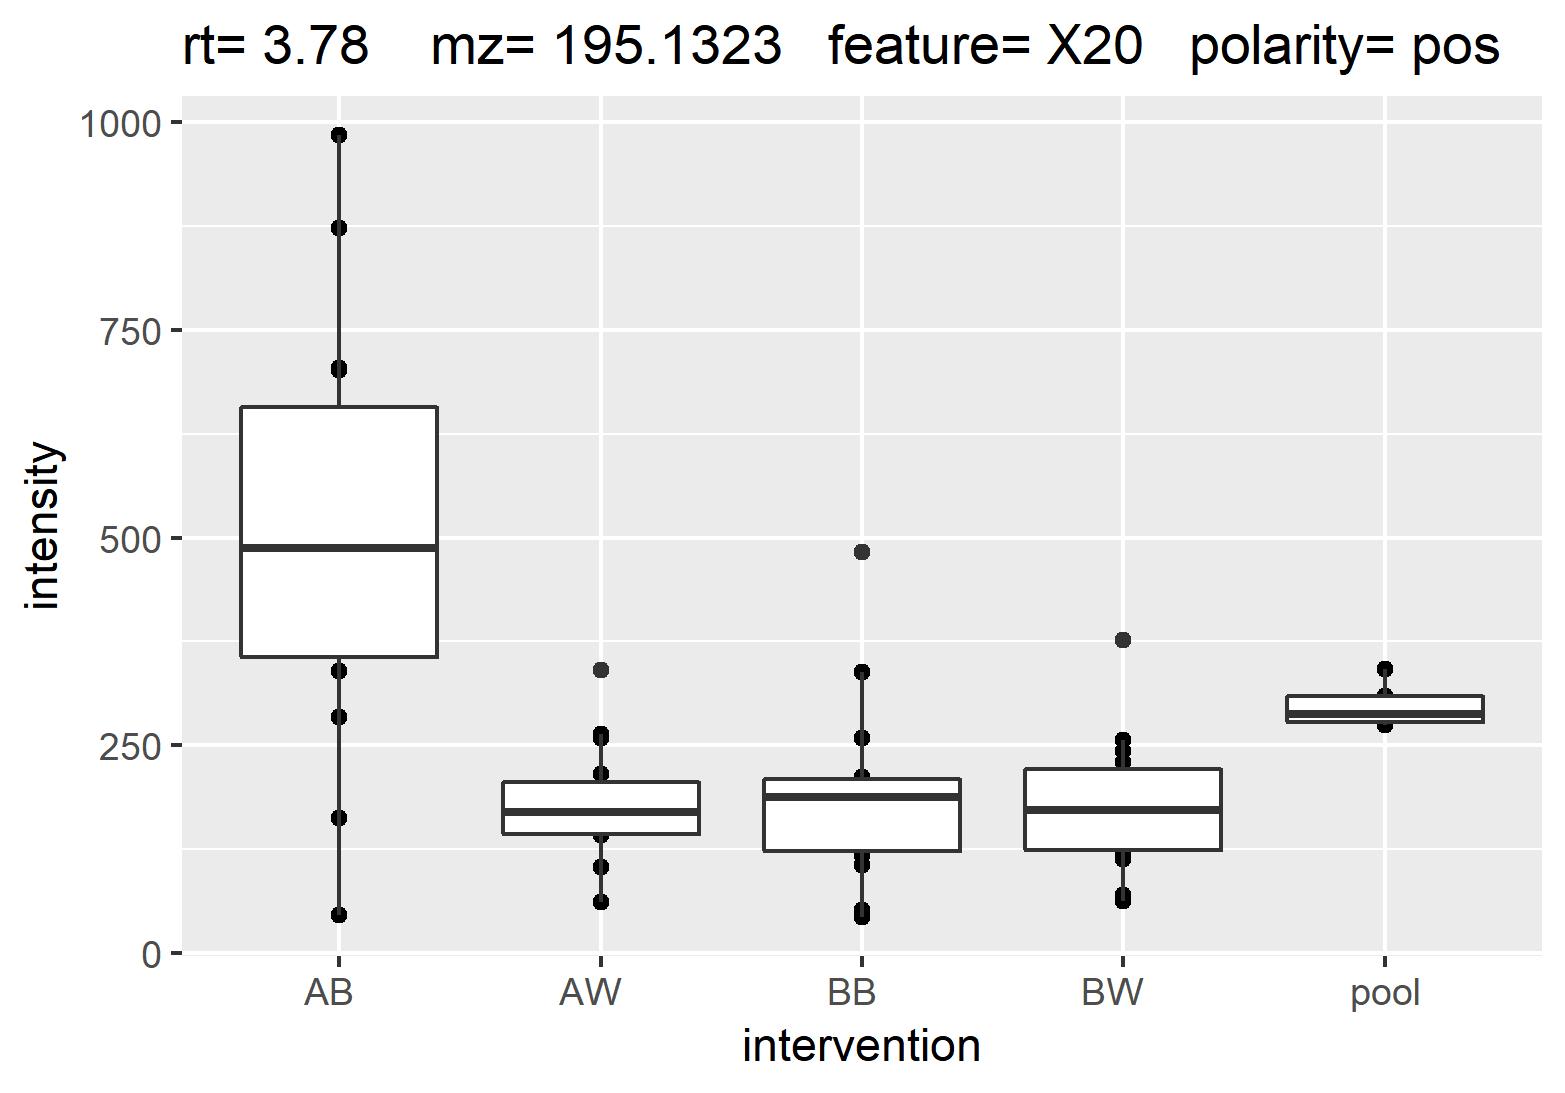 rt= 3.78 mz= 195.1323 feature= X20 polarity= pos
1000
750
500
250
0
intensity
AB AW BB BW pool
intervention